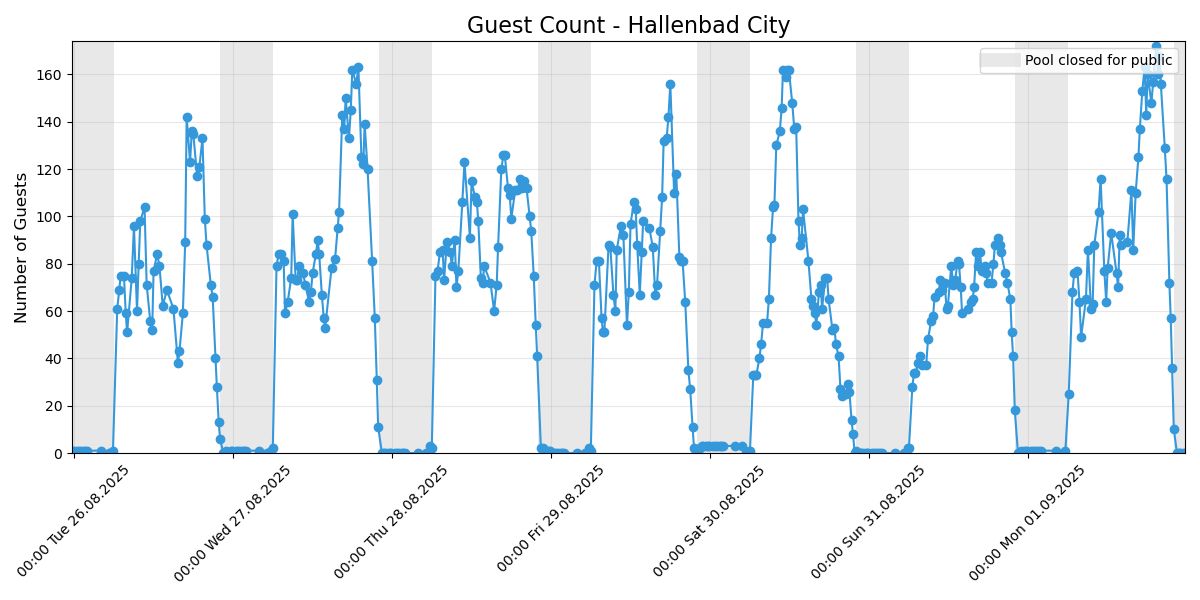 Guest Count - Hallenbad City
Pool closed for public
Number of Guests
160
140
120
100
80
60
40
20
0
00:00 Tue 26.08.2025
00:00 Wed 27.08.2025
00:00 Thu 28.08.2025
00:00 Fri 29.08.2025
00:00 Sat 30.08.2025
00:00 Sun 31.08.2025
00:00 Mon 01.09.2025